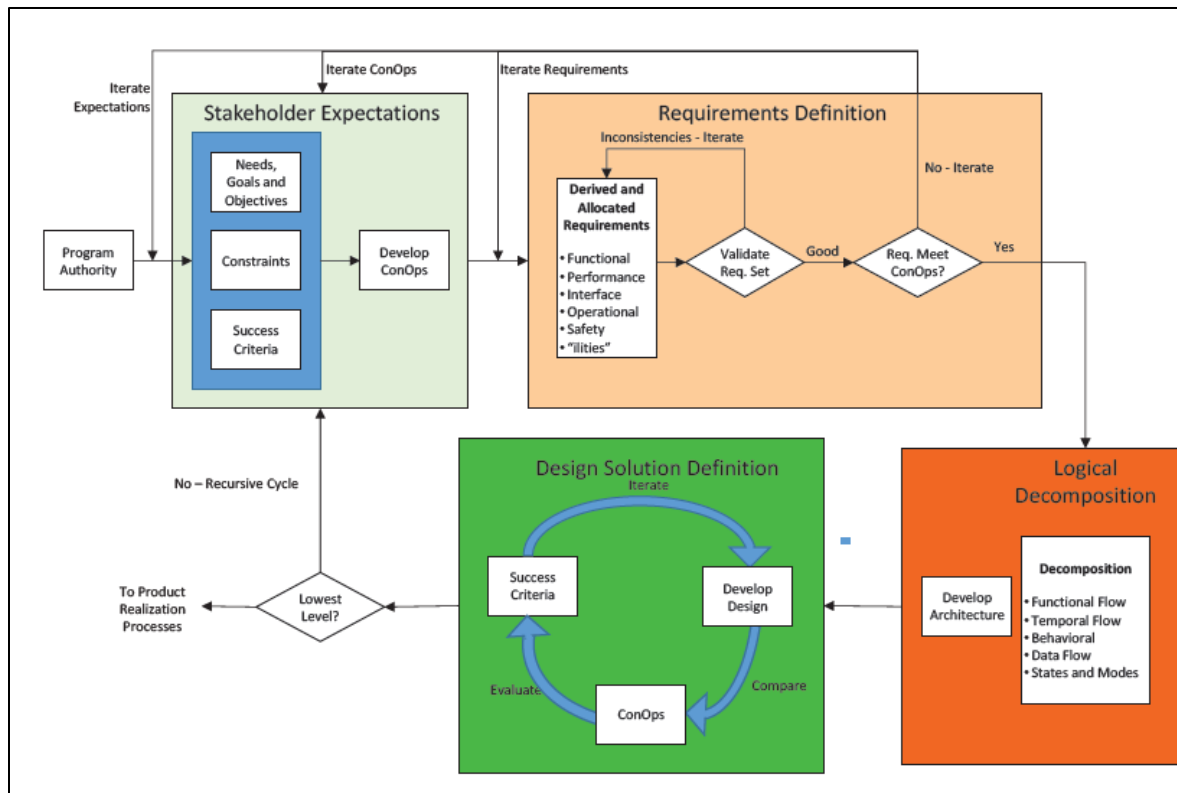 Iterate ConOps
Iterate Requirements
Iterate
Expectations
Stakeholder Expectations
Needs,
Goals and
Objectives
Program
Authority
Constraints
Develop
ConOps
Success
Criteria
Requirements Definition
Inconsistencies - Iterate
No - Iterate
Derived and
Allocated
Requirements
• Functional
• Performance
• Interface
• Operational
• Safety
• “ilities”
Validate
Req. Set
Good
Req. Meet
ConOps?
Yes
Logical
Decomposition
Decomposition
• Functional Flow
• Temporal Flow
• Behavioral
• Data Flow
• States and Modes
Develop
Architecture
Design Solution Definition
Iterate
Success
Criteria
Develop
Design
Evaluate
Compare
ConOps
No – Recursive Cycle
Lowest
Level?
To Product
Realization
Processes